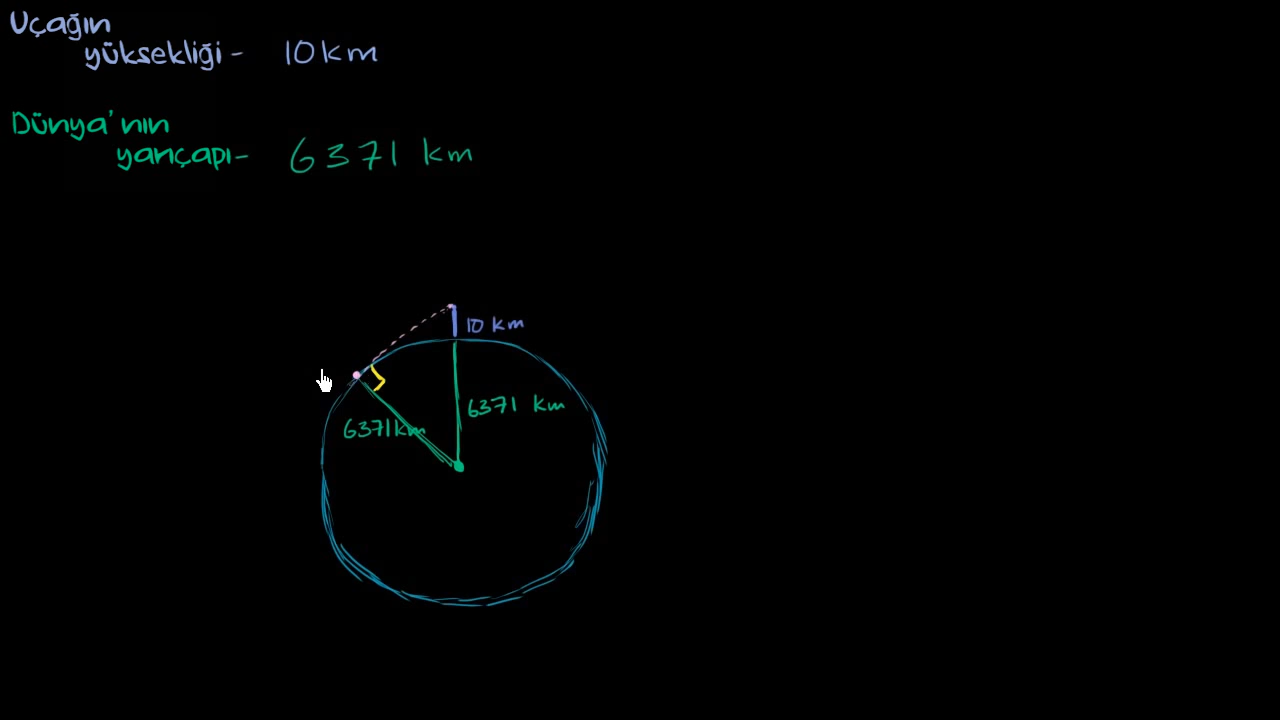 Uçağın
yüksekliği - 10 km
Dünya'nın
yarıçapı - 6371 km
10 km
6371 km
6371 km